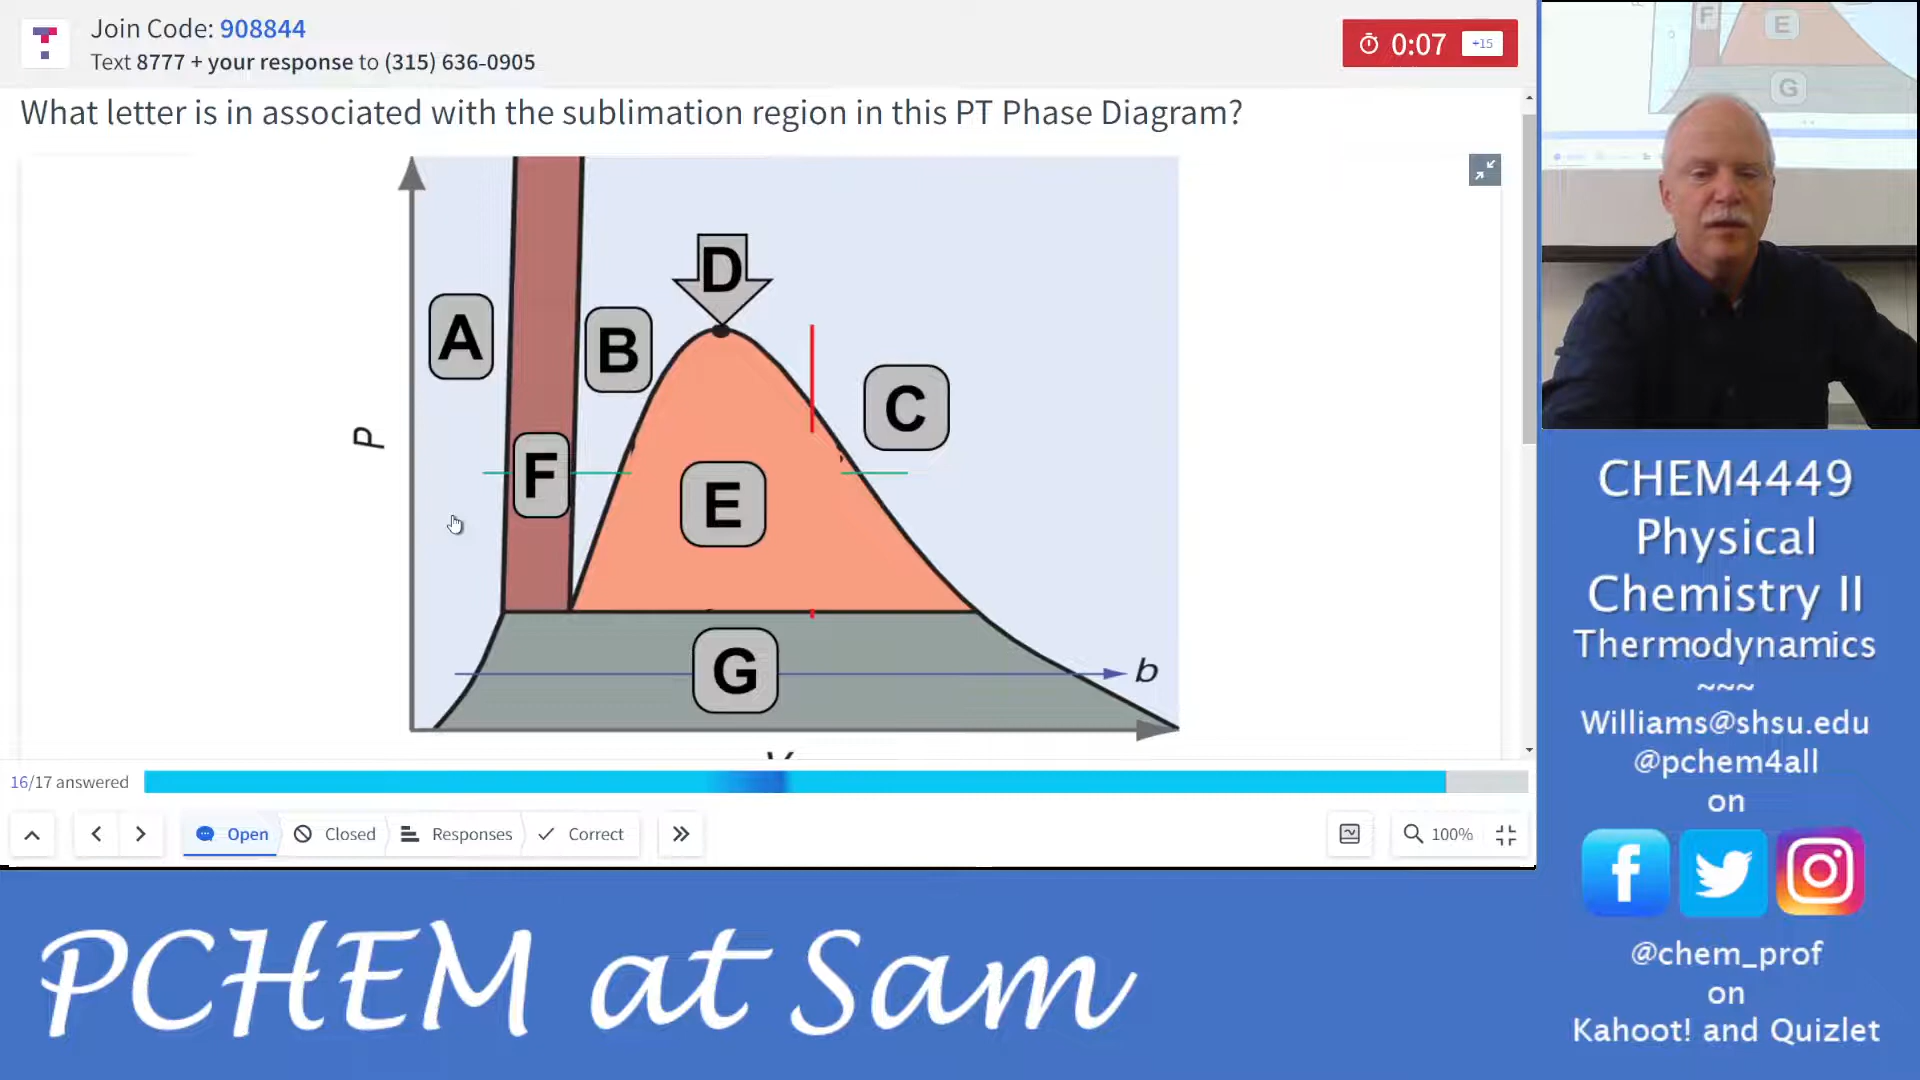 Join Code: 908844
Text 8777 + your response to (315) 636-0905
0:07
+15
What letter is in associated with the sublimation region in this PT Phase Diagram?
D
A
B
C
P
F
E
G
b
16/17 answered
Open
Closed
Responses
Correct
100%
PCHEM at Sam
F
E
G
CHEM4449
Physical
Chemistry II
Thermodynamics
~~~
Williams@shsu.edu
@pchem4all
on
@chem_prof
on
Kahoot! and Quizlet